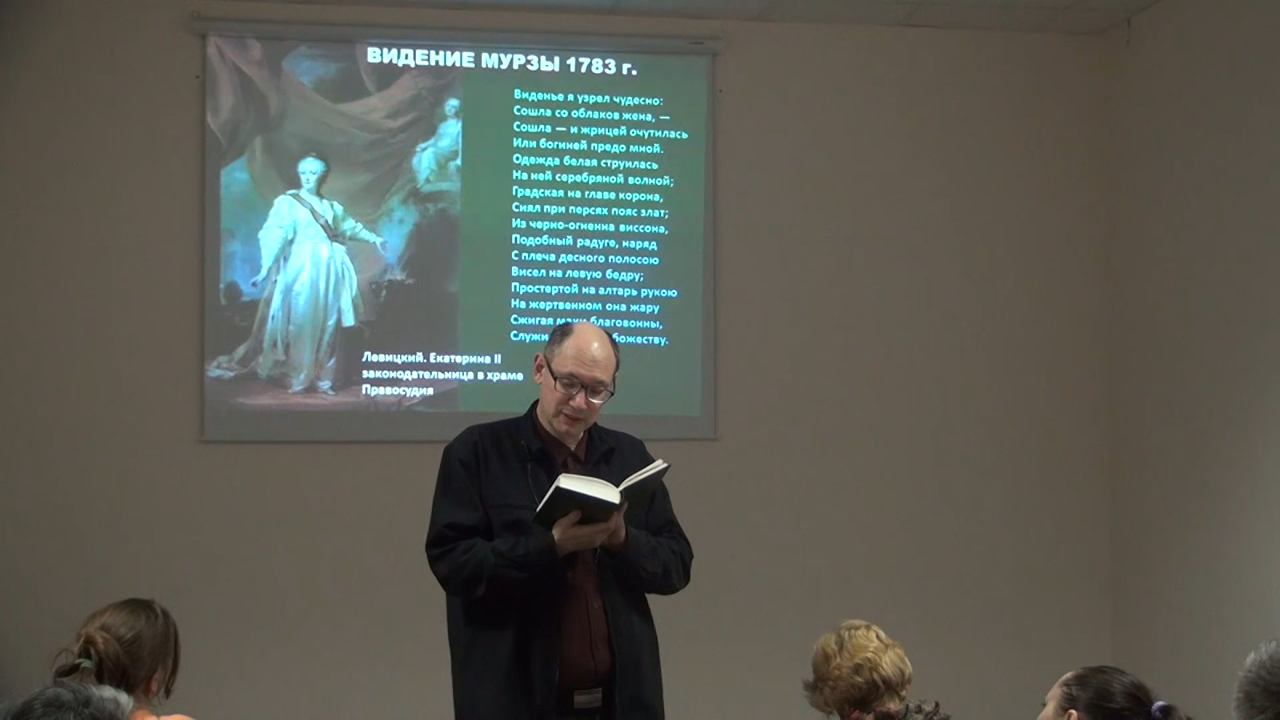 ВИДЕНИЕ МУРЗЫ 1783 г.
Виденье я узрел чудесно:
Сошла со облаков жена, —
Сошла — и жрицей очутилась
Или богиней предо мной.
Одежда белая струилась
На ней серебряной волной;
Градская на главе корона,
Сиял при персях пояс злат;
Из черно-огненна виссона,
Подобный радуге, наряд
С плеча десного полосою
Висел на левую бедру;
Простертой на алтарь рукою
На жертвенном она жару
Сжигая маки благовонны,
божеству.
Левицкий. Екатерина II
законодательница в храме
Правосудия